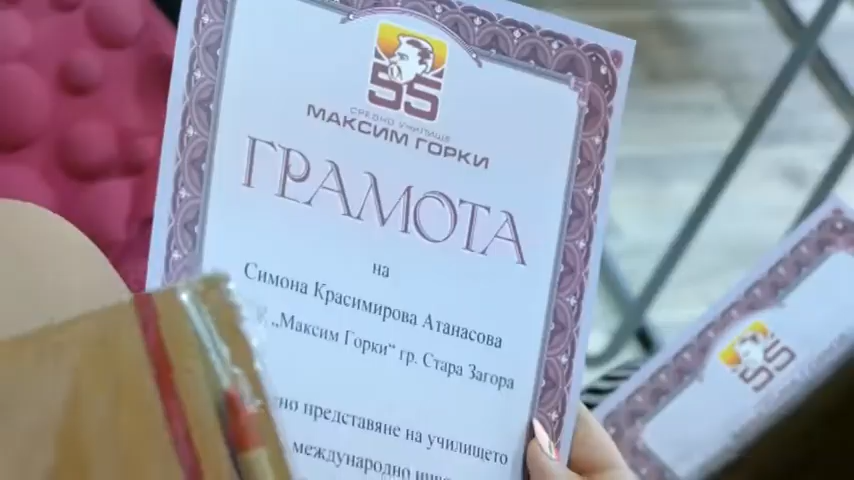 55
СРЕДНО УЧИЛИЩЕ
МАКСИМ ГОРКИ
ГРАМОТА
на
Симона Красимирова Атанасова
„Максим Горки“ гр. Стара Загора
представяне на училището
международно
55